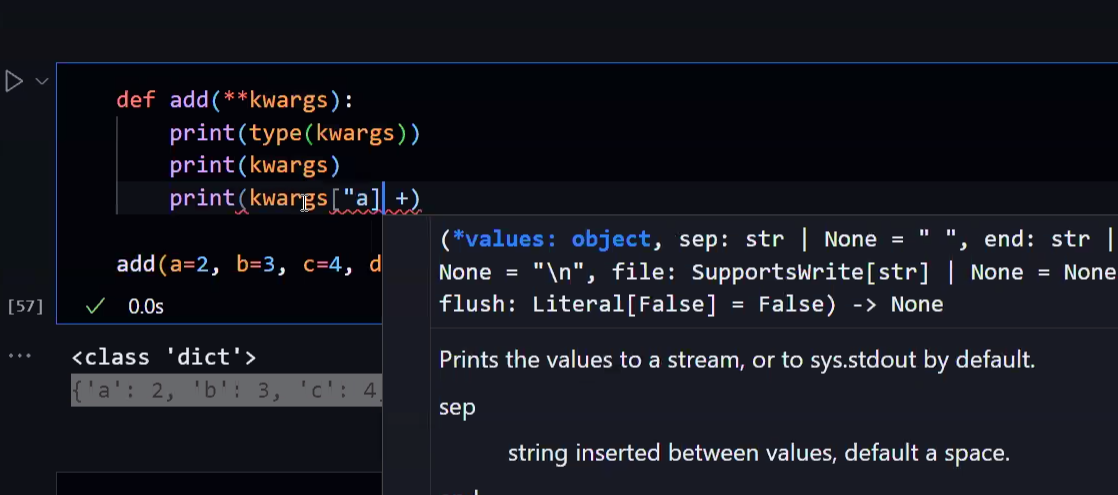 def add(**kwargs):
print(type(kwargs))
print(kwargs)
print(kwargs["a] +)
(*values: object, sep: str | None = " ", end: str |
None = "\n", file: SupportsWrite[str] | None = None
flush: Literal[False] = False) -> None
add(a=2, b=3, c=4, d
[57]
0.0s
<class 'dict'>
Prints the values to a stream, or to sys.stdout by default.
{'a': 2, 'b': 3, 'c': 4
sep
string inserted between values, default a space.